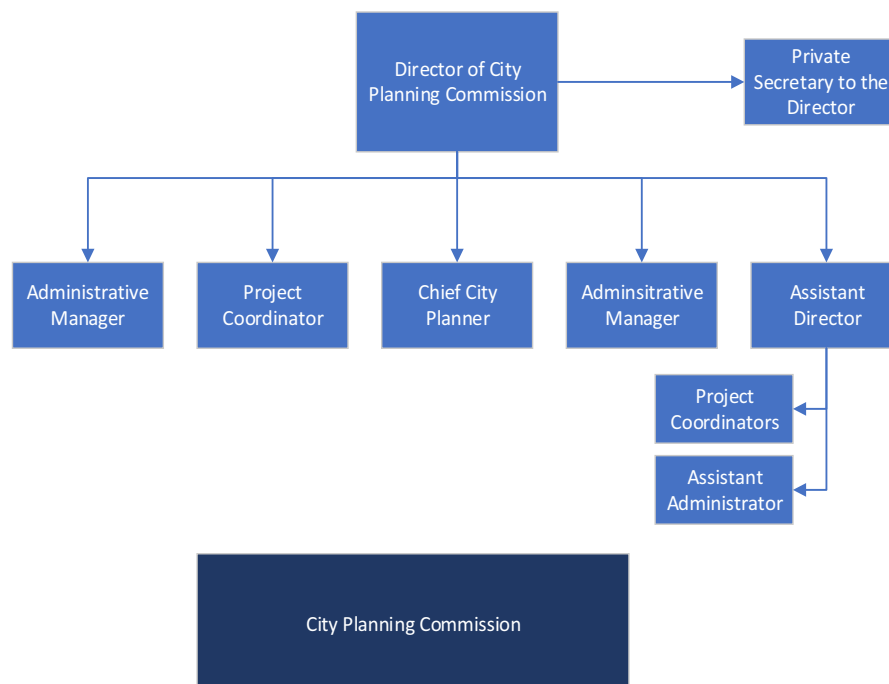 Director of City
Planning Commission
Private
Secretary to the
Director
Administrative
Manager
Project
Coordinator
Chief City
Planner
Adminsitrative
Manager
Assistant
Director
Project
Coordinators
Assistant
Administrator
City Planning Commission